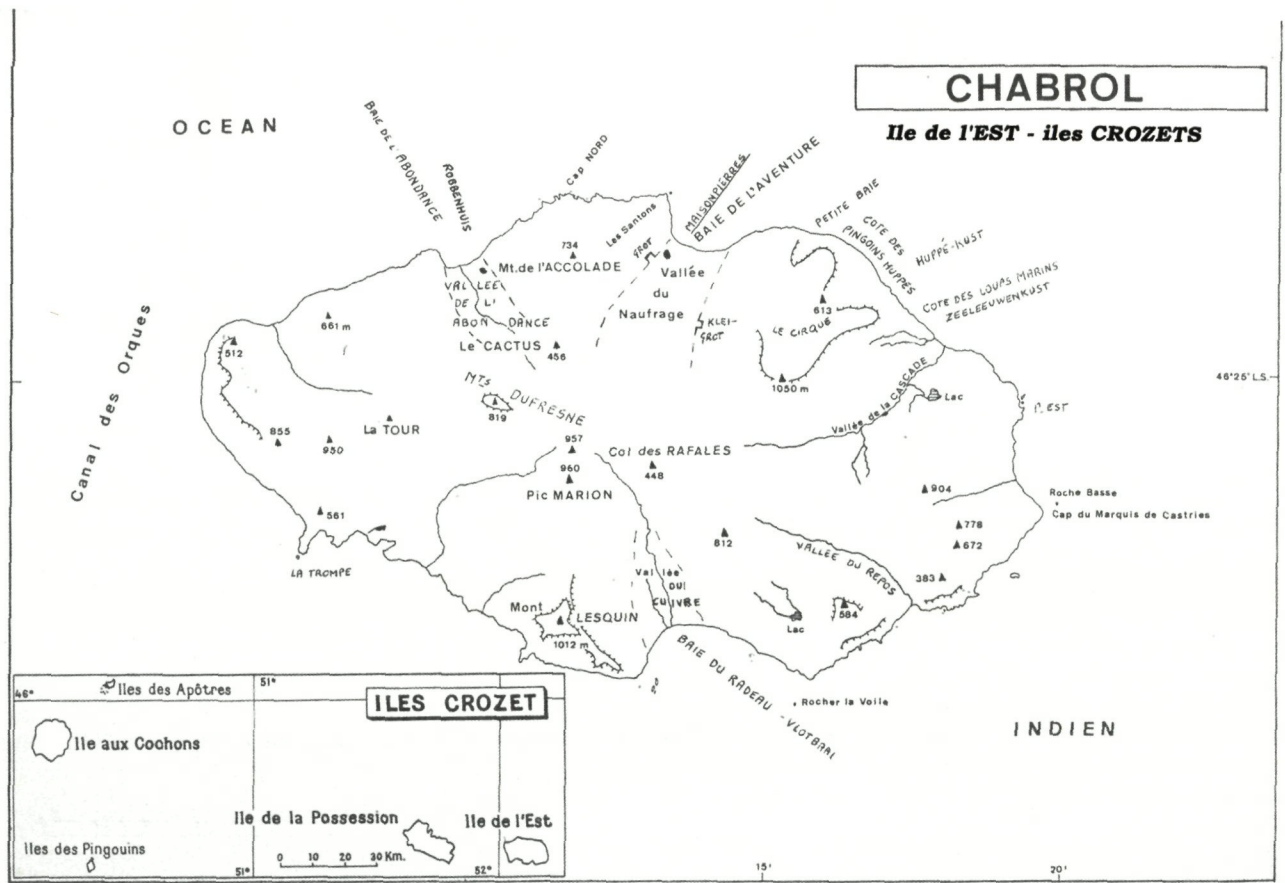 CHABROL
Ile de l'EST - iles CROZETS
OCEAN
BAIE DE L'ABONDANCE
ROBBENHUIS
Cap NORD
Les Santons
MAISONPIERRES
BAIE DE L'AVENTURE
PETITE BAIE
COTE DES
PINGOINS HUPPÉS
HUPPÉ-KUST
COTE DES LOUPS MARINS
ZEELEEUWENKUST
734
Mt. de l'ACCOLADE
GROT
Vallée
du
Naufrage
VALLEE
DE L'
ABONDANCE
661 m
512
Le CACTUS
456
KLEI-
GROT
LE CIRQUE
613
1050 m
46°25' L.S.
Canal des Orques
MTs DUFRESNE
819
La TOUR
855
950
957
960
Pic MARION
Col des RAFALES
448
Vallée de la CASCADE
Lac
P. EST
904
Roche Basse
Cap du Marquis de Castries
778
672
383
561
LA TROMPE
812
VALLÉE DU REPOS
Vallée
DU
CUIVRE
Mont LESQUIN
1012 m
Lac
584
BAIE DU RADEAU - VLOTBAAI
Rocher la Voile
INDIEN
46°
Iles des Apôtres
51°
ILES CROZET
Ile aux Cochons
Ile de la Possession
Ile de l'Est
Iles des Pingouins
0 10 20 30 Km.
51°
52°
15'
20'